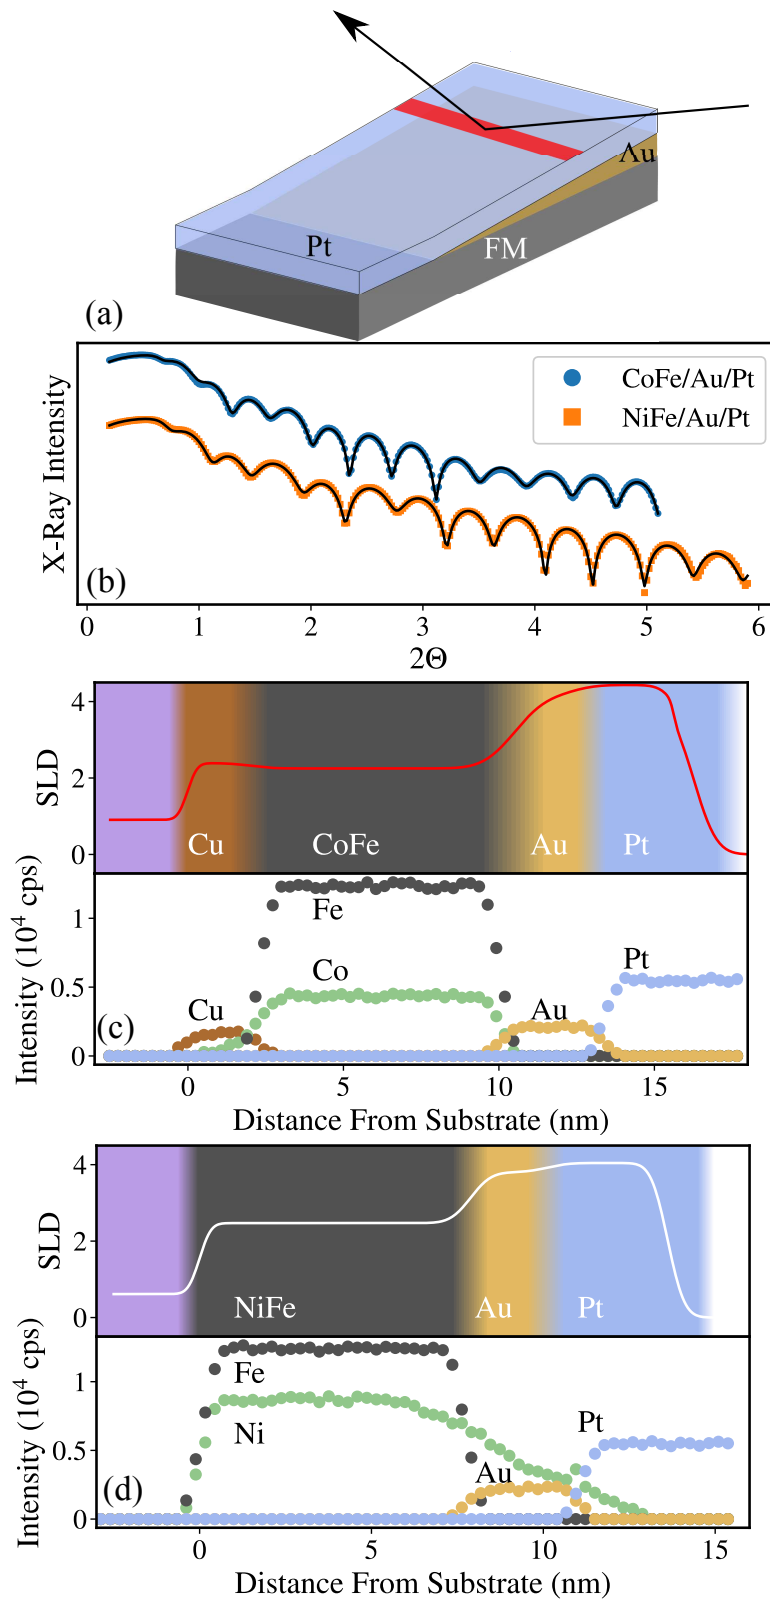 Au
Pt
FM
(a)
X-Ray Intensity
CoFe/Au/Pt
NiFe/Au/Pt
(b)
0 1 2 3 4 5 6
2Θ
SLD
4
2
0
Cu CoFe Au Pt
Intensity (10⁴ cps)
1
0.5
0
Fe
Co
Cu
Au
Pt
(c)
0 5 10 15
Distance From Substrate (nm)
SLD
4
2
0
NiFe Au Pt
Intensity (10⁴ cps)
1
0.5
0
Fe
Ni
Au
Pt
(d)
0 5 10 15
Distance From Substrate (nm)